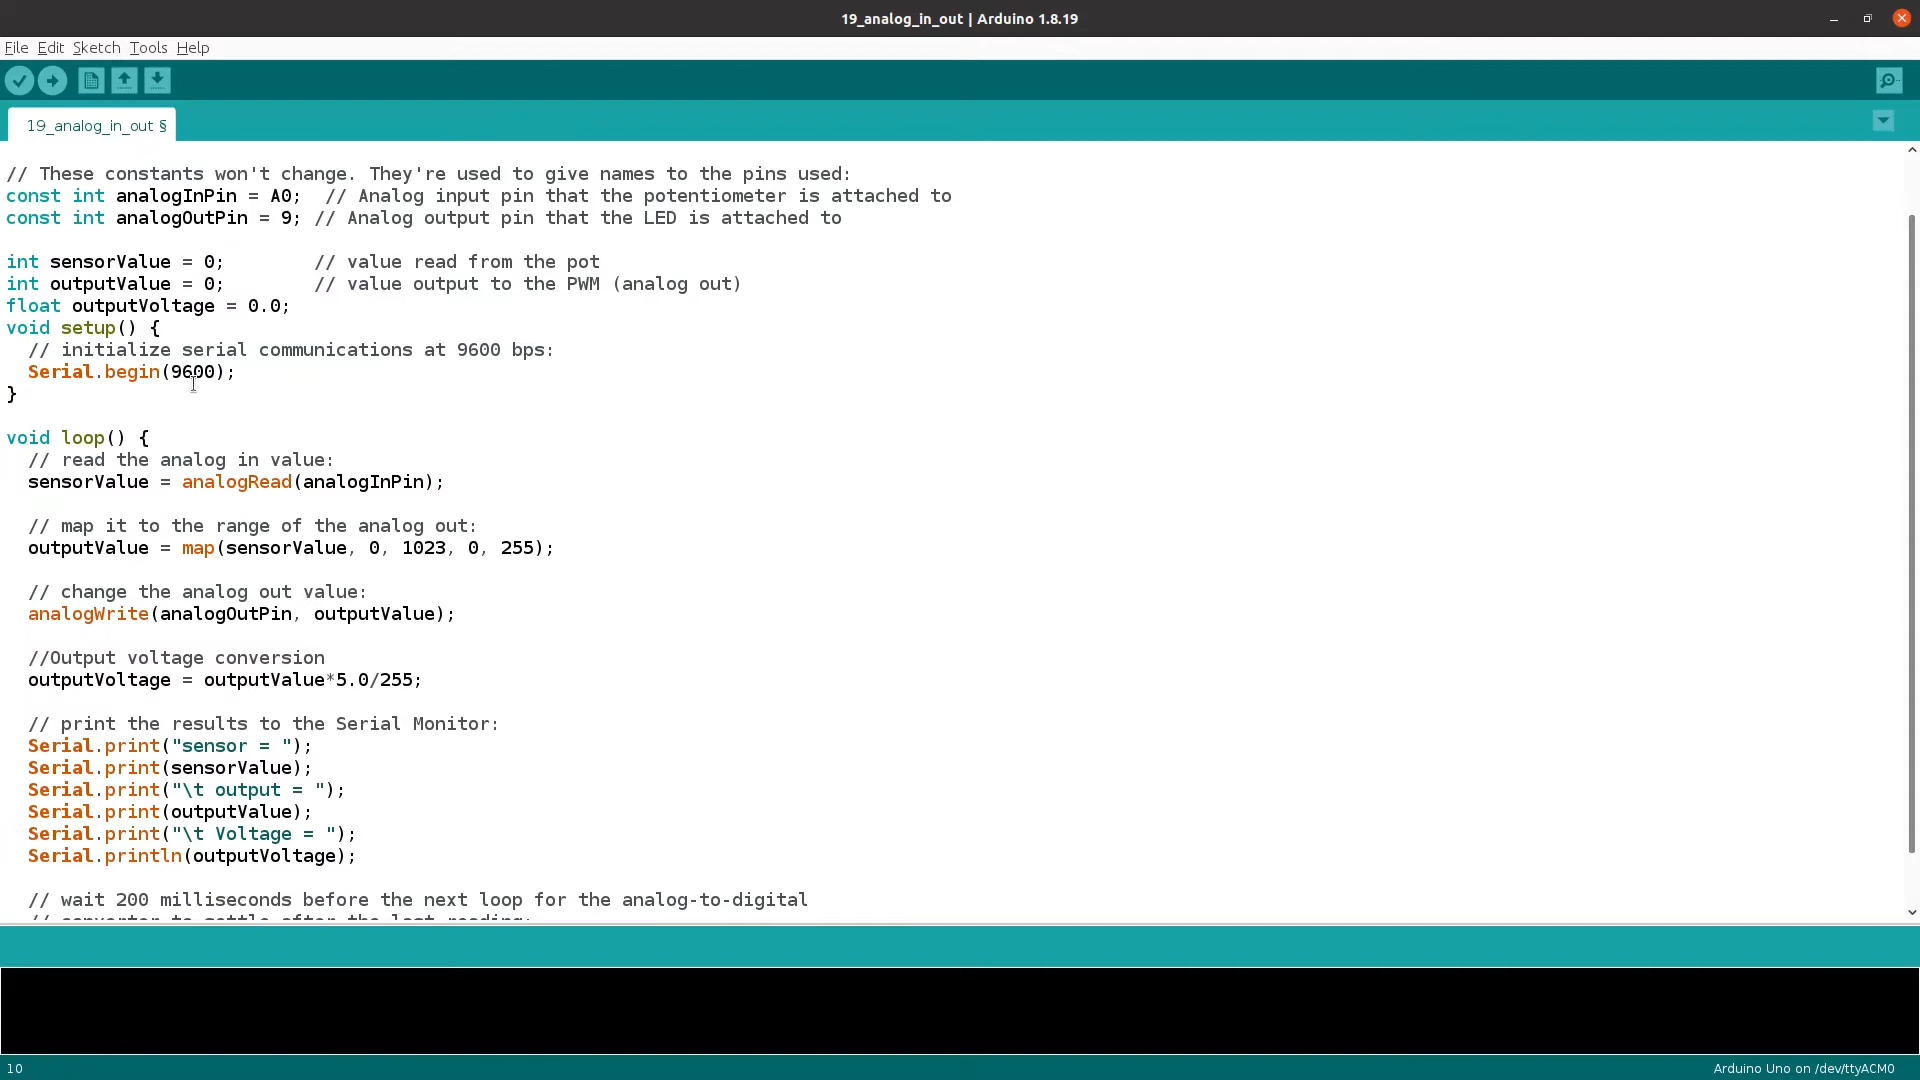 19_analog_in_out | Arduino 1.8.19
File Edit Sketch Tools Help
19_analog_in_out §
// These constants won't change. They're used to give names to the pins used:
const int analogInPin = A0;  // Analog input pin that the potentiometer is attached to
const int analogOutPin = 9; // Analog output pin that the LED is attached to
int sensorValue = 0;        // value read from the pot
int outputValue = 0;        // value output to the PWM (analog out)
float outputVoltage = 0.0;
void setup() {
  // initialize serial communications at 9600 bps:
  Serial.begin(9600);
}
void loop() {
  // read the analog in value:
  sensorValue = analogRead(analogInPin);
  // map it to the range of the analog out:
  outputValue = map(sensorValue, 0, 1023, 0, 255);
  // change the analog out value:
  analogWrite(analogOutPin, outputValue);
  //Output voltage conversion
  outputVoltage = outputValue*5.0/255;
  // print the results to the Serial Monitor:
  Serial.print("sensor = ");
  Serial.print(sensorValue);
  Serial.print("\t output = ");
  Serial.print(outputValue);
  Serial.print("\t Voltage = ");
  Serial.println(outputVoltage);
  // wait 200 milliseconds before the next loop for the analog-to-digital
  // converter to settle after the last reading:
10
Arduino Uno on /dev/ttyACM0